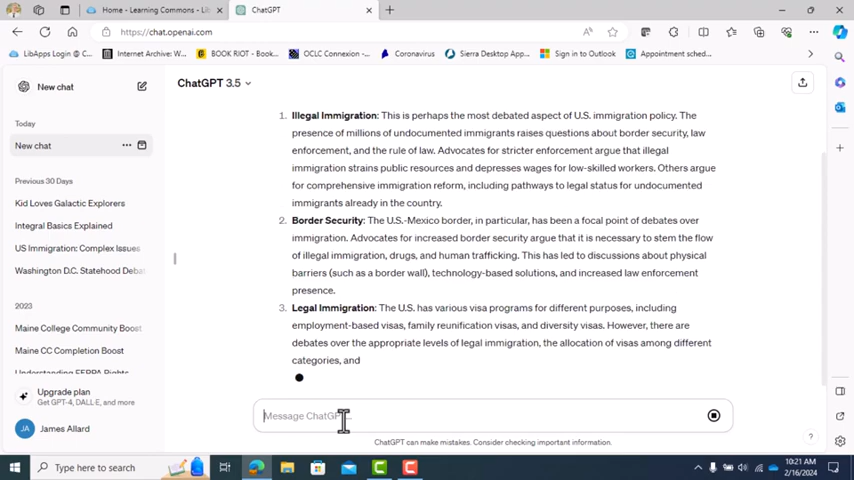 Home - Learning Commons - Lib
ChatGPT
https://chat.openai.com
LibApps Login @ C...
Internet Archive: W...
BOOK RIOT - Book...
OCLC Connexion -...
Coronavirus
Sierra Desktop App...
Sign in to Outlook
Appointment sched...
New chat
ChatGPT 3.5
Today
New chat
Previous 30 Days
Kid Loves Galactic Explorers
Integral Basics Explained
US Immigration: Complex Issues
Washington D.C. Statehood Deba
2023
Maine College Community Boost
Maine CC Completion Boost
Understanding FERPA Rights
Upgrade plan
Get GPT-4, DALL·E, and more
JA
James Allard
1. Illegal Immigration: This is perhaps the most debated aspect of U.S. immigration policy. The
presence of millions of undocumented immigrants raises questions about border security, law
enforcement, and the rule of law. Advocates for stricter enforcement argue that illegal
immigration strains public resources and depresses wages for low-skilled workers. Others argue
for comprehensive immigration reform, including pathways to legal status for undocumented
immigrants already in the country.
2. Border Security: The U.S.-Mexico border, in particular, has been a focal point of debates over
immigration. Advocates for increased border security argue that it is necessary to stem the flow
of illegal immigration, drugs, and human trafficking. This has led to discussions about physical
barriers (such as a border wall), technology-based solutions, and increased law enforcement
presence.
3. Legal Immigration: The U.S. has various visa programs for different purposes, including
employment-based visas, family reunification visas, and diversity visas. However, there are
debates over the appropriate levels of legal immigration, the allocation of visas among different
categories, and
Message ChatGPT...
ChatGPT can make mistakes. Consider checking important information.
?
Type here to search
10:21 AM
2/16/2024